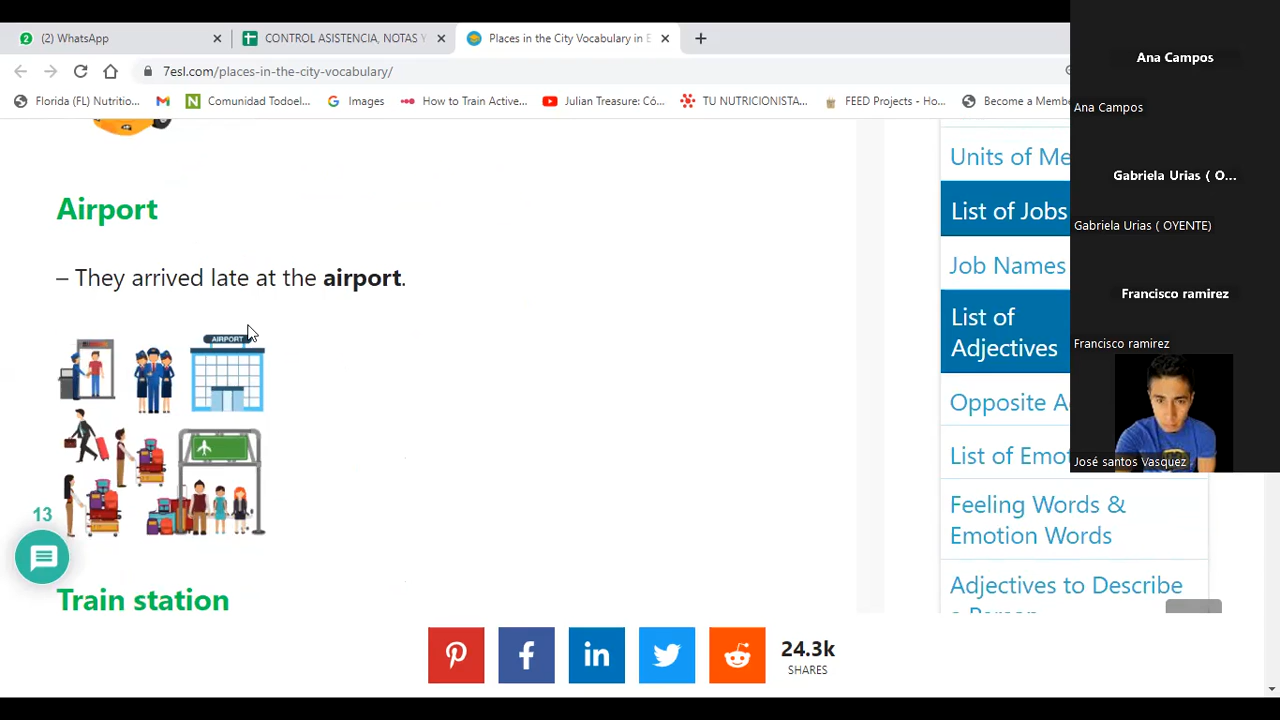 (2) WhatsApp
CONTROL ASISTENCIA, NOTAS Y
Places in the City Vocabulary in E
7esl.com/places-in-the-city-vocabulary/
Florida (FL) Nutritio...
Comunidad Todoel...
Images
How to Train Active...
Julian Treasure: Có...
TU NUTRICIONISTA...
FEED Projects - Ho...
Become a Membe
Airport
– They arrived late at the airport.
AIRPORT
Train station
13
24.3k
SHARES
Units of Me
List of Jobs
Job Names
List of
Adjectives
Opposite A
List of Emot
Feeling Words &
Emotion Words
Adjectives to Describe
Ana Campos
Ana Campos
Gabriela Urias ( O...
Gabriela Urias ( OYENTE)
Francisco ramirez
Francisco ramirez
José santos Vasquez